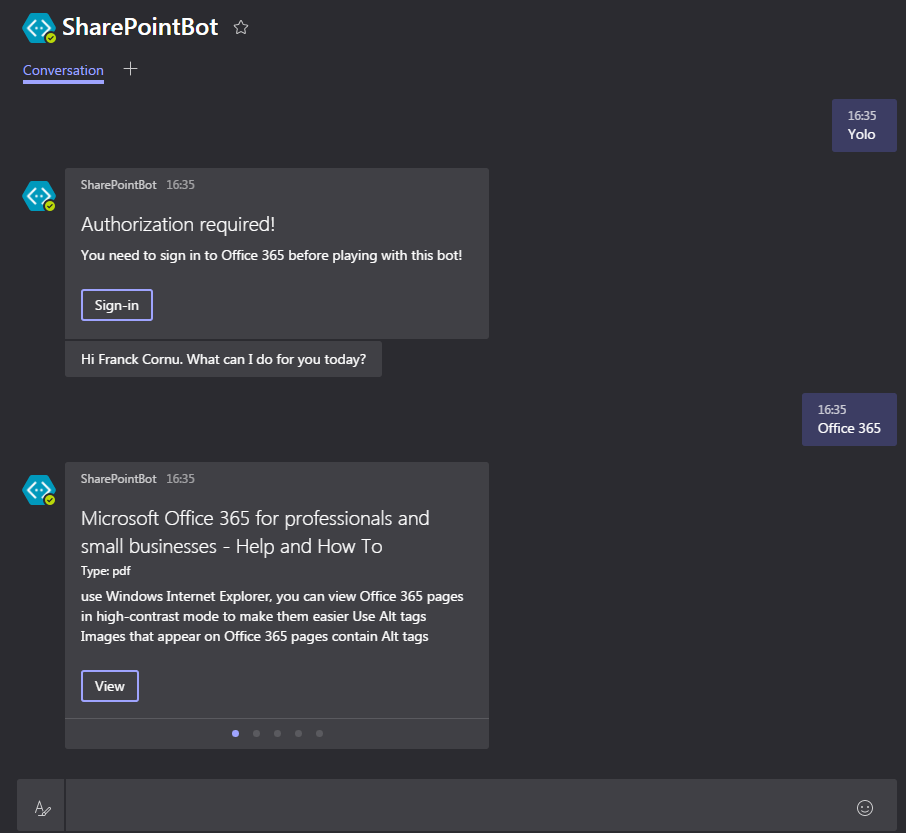 SharePointBot
Conversation
16:35
Yolo
SharePointBot 16:35
Authorization required!
You need to sign in to Office 365 before playing with this bot!
Sign-in
Hi Franck Cornu. What can I do for you today?
16:35
Office 365
SharePointBot 16:35
Microsoft Office 365 for professionals and
small businesses - Help and How To
Type: pdf
use Windows Internet Explorer, you can view Office 365 pages
in high-contrast mode to make them easier Use Alt tags
Images that appear on Office 365 pages contain Alt tags
View